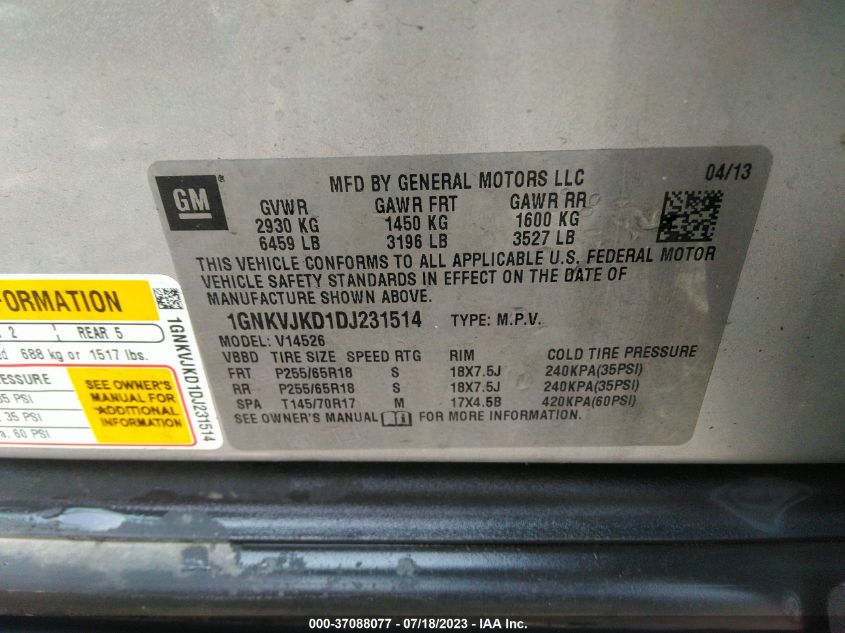 GM ®
MFD BY GENERAL MOTORS LLC
04/13
GVWR GAWR FRT GAWR RR
2930 KG 1450 KG 1600 KG
6459 LB 3196 LB 3527 LB
THIS VEHICLE CONFORMS TO ALL APPLICABLE U.S. FEDERAL MOTOR
VEHICLE SAFETY STANDARDS IN EFFECT ON THE DATE OF
MANUFACTURE SHOWN ABOVE.
1GNKVJKD1DJ231514 TYPE: M.P.V.
MODEL: V14526
VBBD TIRE SIZE SPEED RTG RIM COLD TIRE PRESSURE
FRT P255/65R18 S 18X7.5J 240KPA(35PSI)
RR P255/65R18 S 18X7.5J 240KPA(35PSI)
SPA T145/70R17 M 17X4.5B 420KPA(60PSI)
SEE OWNER'S MANUAL FOR MORE INFORMATION.
FORMATION
2 REAR 5
688 kg or 1517 lbs.
ESSURE
35 PSI
35 PSI
60 PSI
SEE OWNER'S
MANUAL FOR
ADDITIONAL
INFORMATION
1GNKVJKD1DJ231514
000-37088077 - 07/18/2023 - IAA Inc.